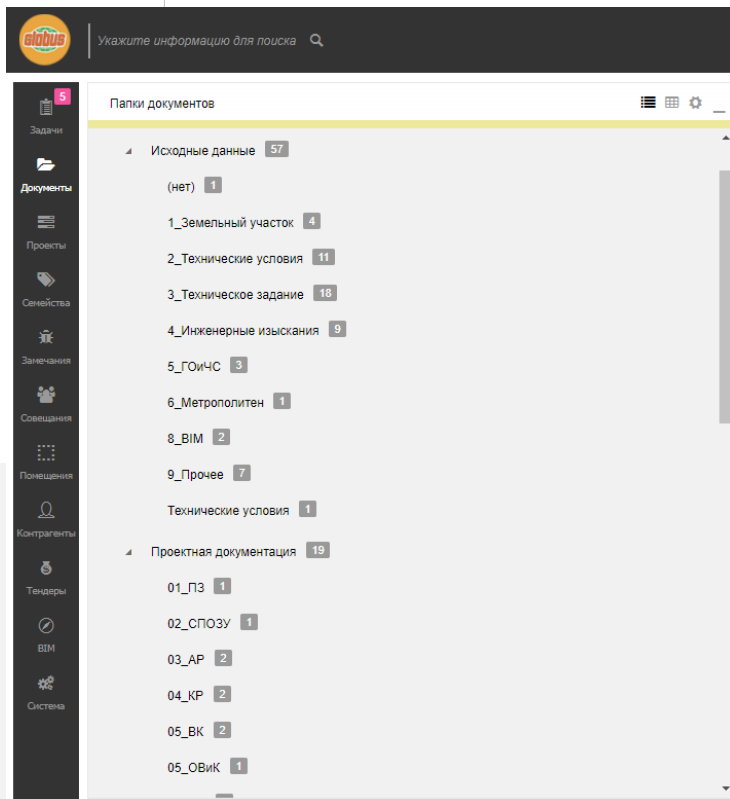 globus
Укажите информацию для поиска
5
Задачи
Документы
Проекты
Семейства
Замечания
Совещания
Помещения
Контрагенты
Тендеры
BIM
Система
Папки документов
Исходные данные 57
(нет) 1
1_Земельный участок 4
2_Технические условия 11
3_Техническое задание 18
4_Инженерные изыскания 9
5_ГОиЧС 3
6_Метрополитен 1
8_BIM 2
9_Прочее 7
Технические условия 1
Проектная документация 19
01_ПЗ 1
02_СПОЗУ 1
03_АР 2
04_КР 2
05_ВК 2
05_ОВиК 1